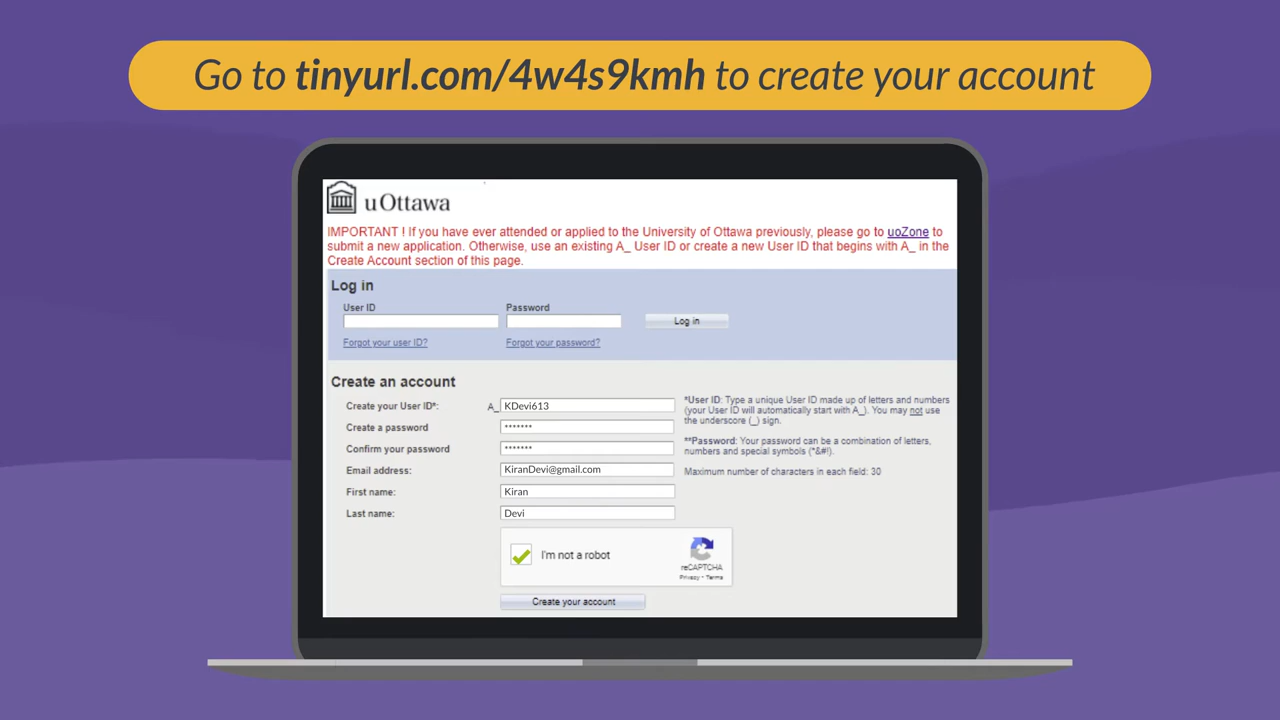 Go to tinyurl.com/4w4s9kmh to create your account
uOttawa
IMPORTANT ! If you have ever attended or applied to the University of Ottawa previously, please go to uoZone to
submit a new application. Otherwise, use an existing A_ User ID or create a new User ID that begins with A_ in the
Create Account section of this page.
Log in
User ID Password
Log in
Forgot your user ID? Forgot your password?
Create an account
Create your User ID*: A_ KDevi613
Create a password *******
Confirm your password *******
Email address: KiranDevi@gmail.com
First name: Kiran
Last name: Devi
*User ID: Type a unique User ID made up of letters and numbers
(your User ID will automatically start with A_). You may not use
the underscore (_) sign.
**Password: Your password can be a combination of letters,
numbers and special symbols (*&#!).
Maximum number of characters in each field: 30
I'm not a robot
reCAPTCHA
Privacy - Terms
Create your account